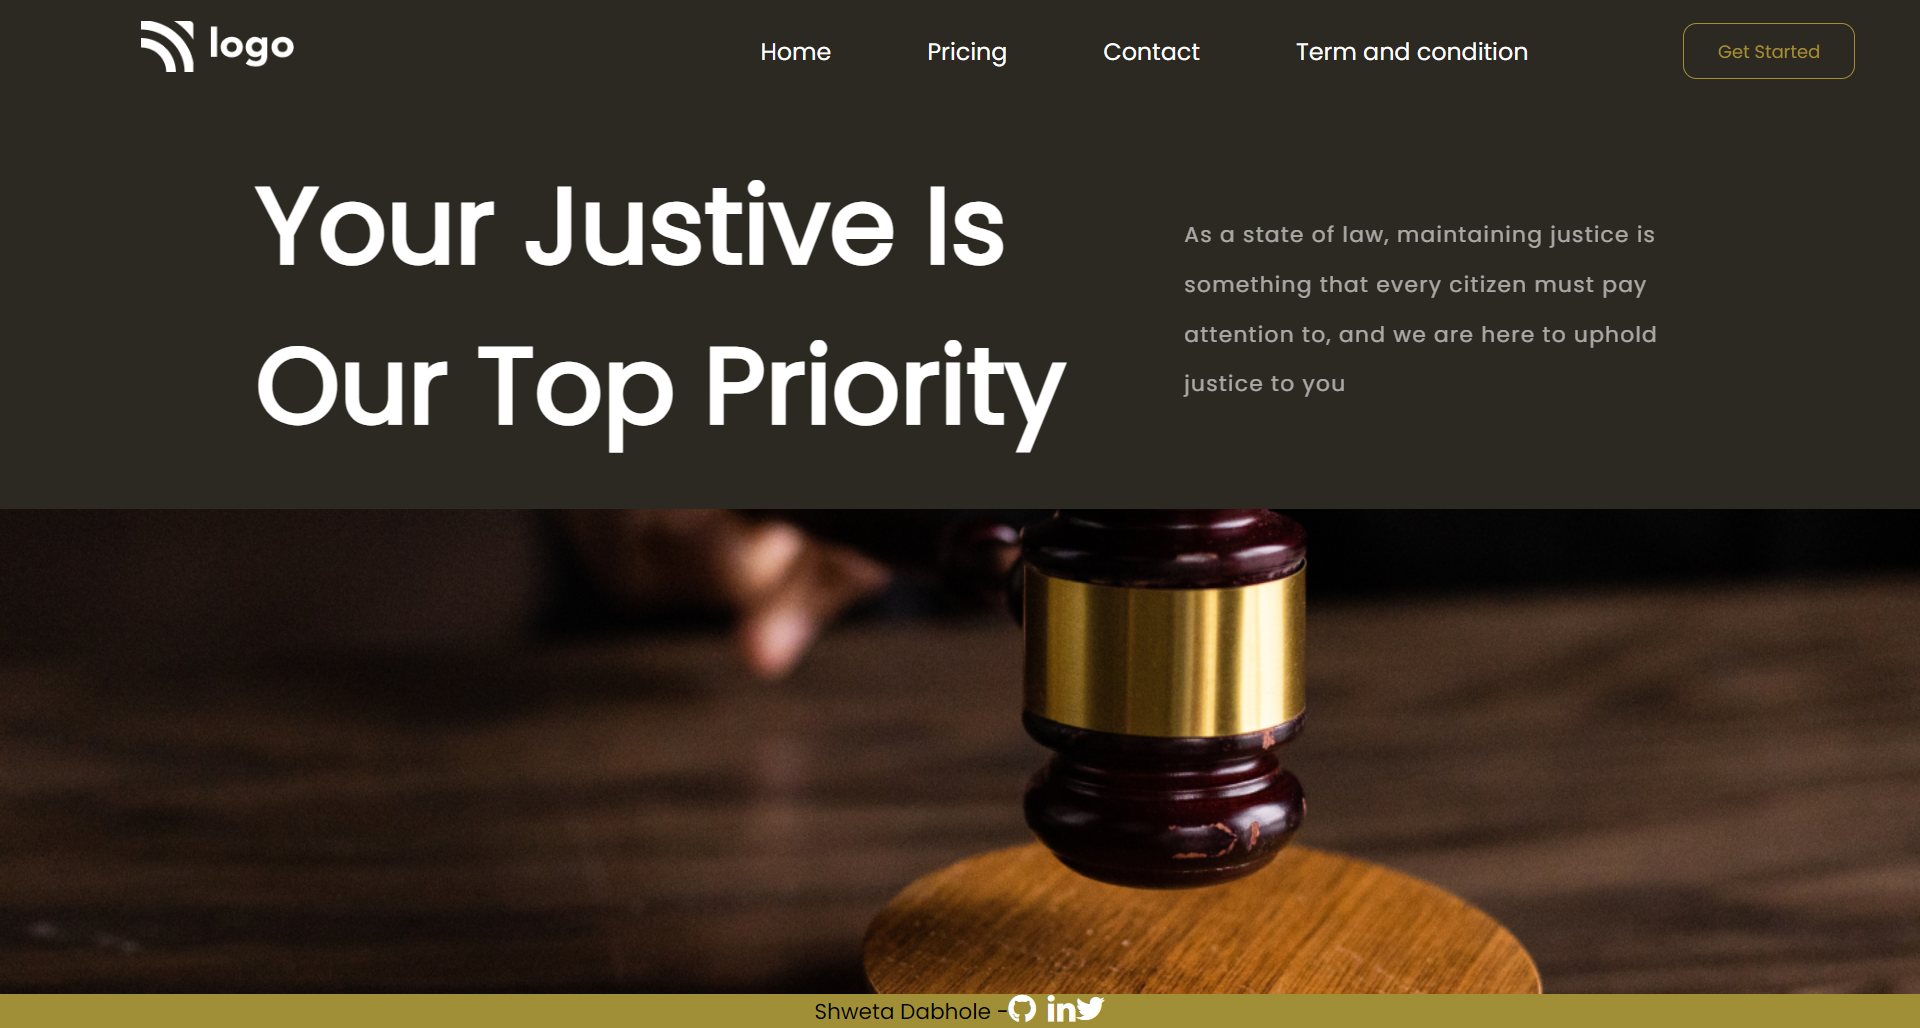 logo
Home
Pricing
Contact
Term and condition
Get Started
Your Justive Is
Our Top Priority
As a state of law, maintaining justice is
something that every citizen must pay
attention to, and we are here to uphold
justice to you
Shweta Dabhole -